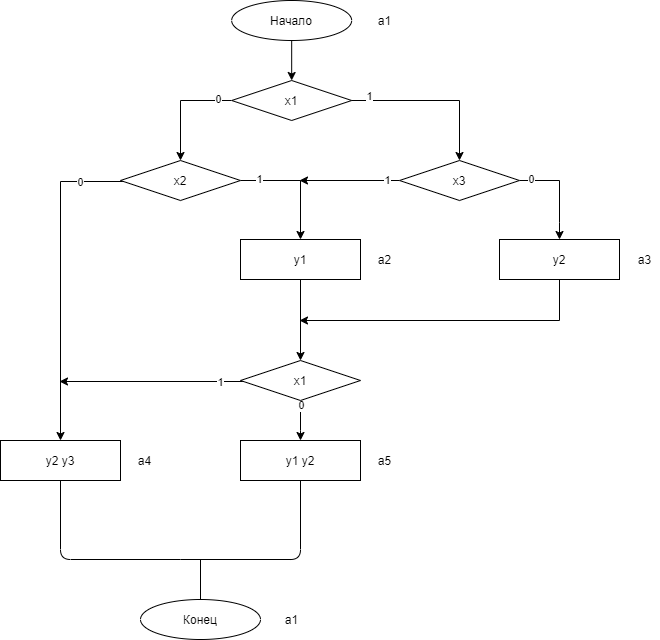 Начало a1
x1
0 1
x2 x3
0 1 1 0
y1 a2 y2 a3
x1
1
0
y2 y3 a4 y1 y2 a5
Конец a1